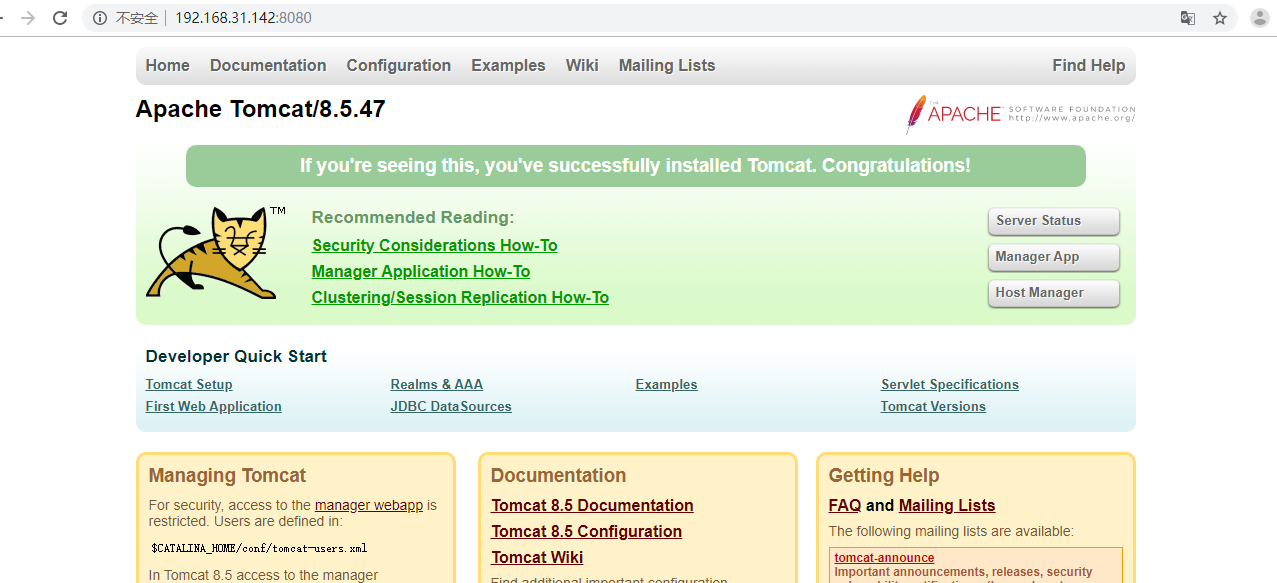 不安全 192.168.31.142:8080
Home Documentation Configuration Examples Wiki Mailing Lists Find Help
Apache Tomcat/8.5.47
THE
APACHE SOFTWARE FOUNDATION
http://www.apache.org/
If you're seeing this, you've successfully installed Tomcat. Congratulations!
TM
Recommended Reading:
Security Considerations How-To
Manager Application How-To
Clustering/Session Replication How-To
Server Status
Manager App
Host Manager
Developer Quick Start
Tomcat Setup Realms & AAA Examples Servlet Specifications
First Web Application JDBC DataSources Tomcat Versions
Managing Tomcat
For security, access to the manager webapp is
restricted. Users are defined in:
$CATALINA_HOME/conf/tomcat-users.xml
In Tomcat 8.5 access to the manager
Documentation
Tomcat 8.5 Documentation
Tomcat 8.5 Configuration
Tomcat Wiki
Find additional important configuration
Getting Help
FAQ and Mailing Lists
The following mailing lists are available:
tomcat-announce
Important announcements, releases, security